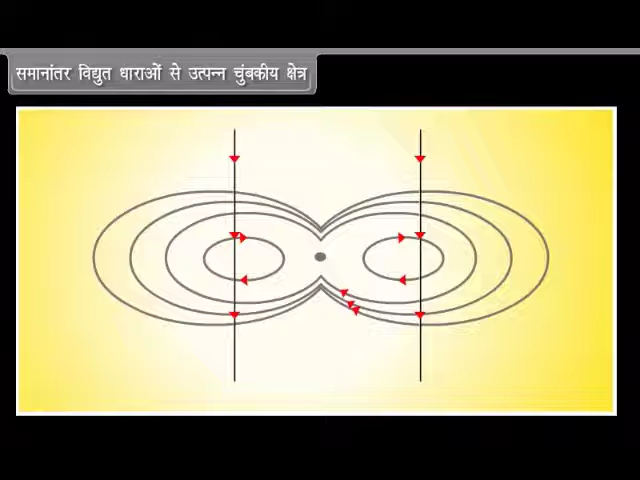 समानांतर विद्युत धाराओं से उत्पन्न चुंबकीय क्षेत्र